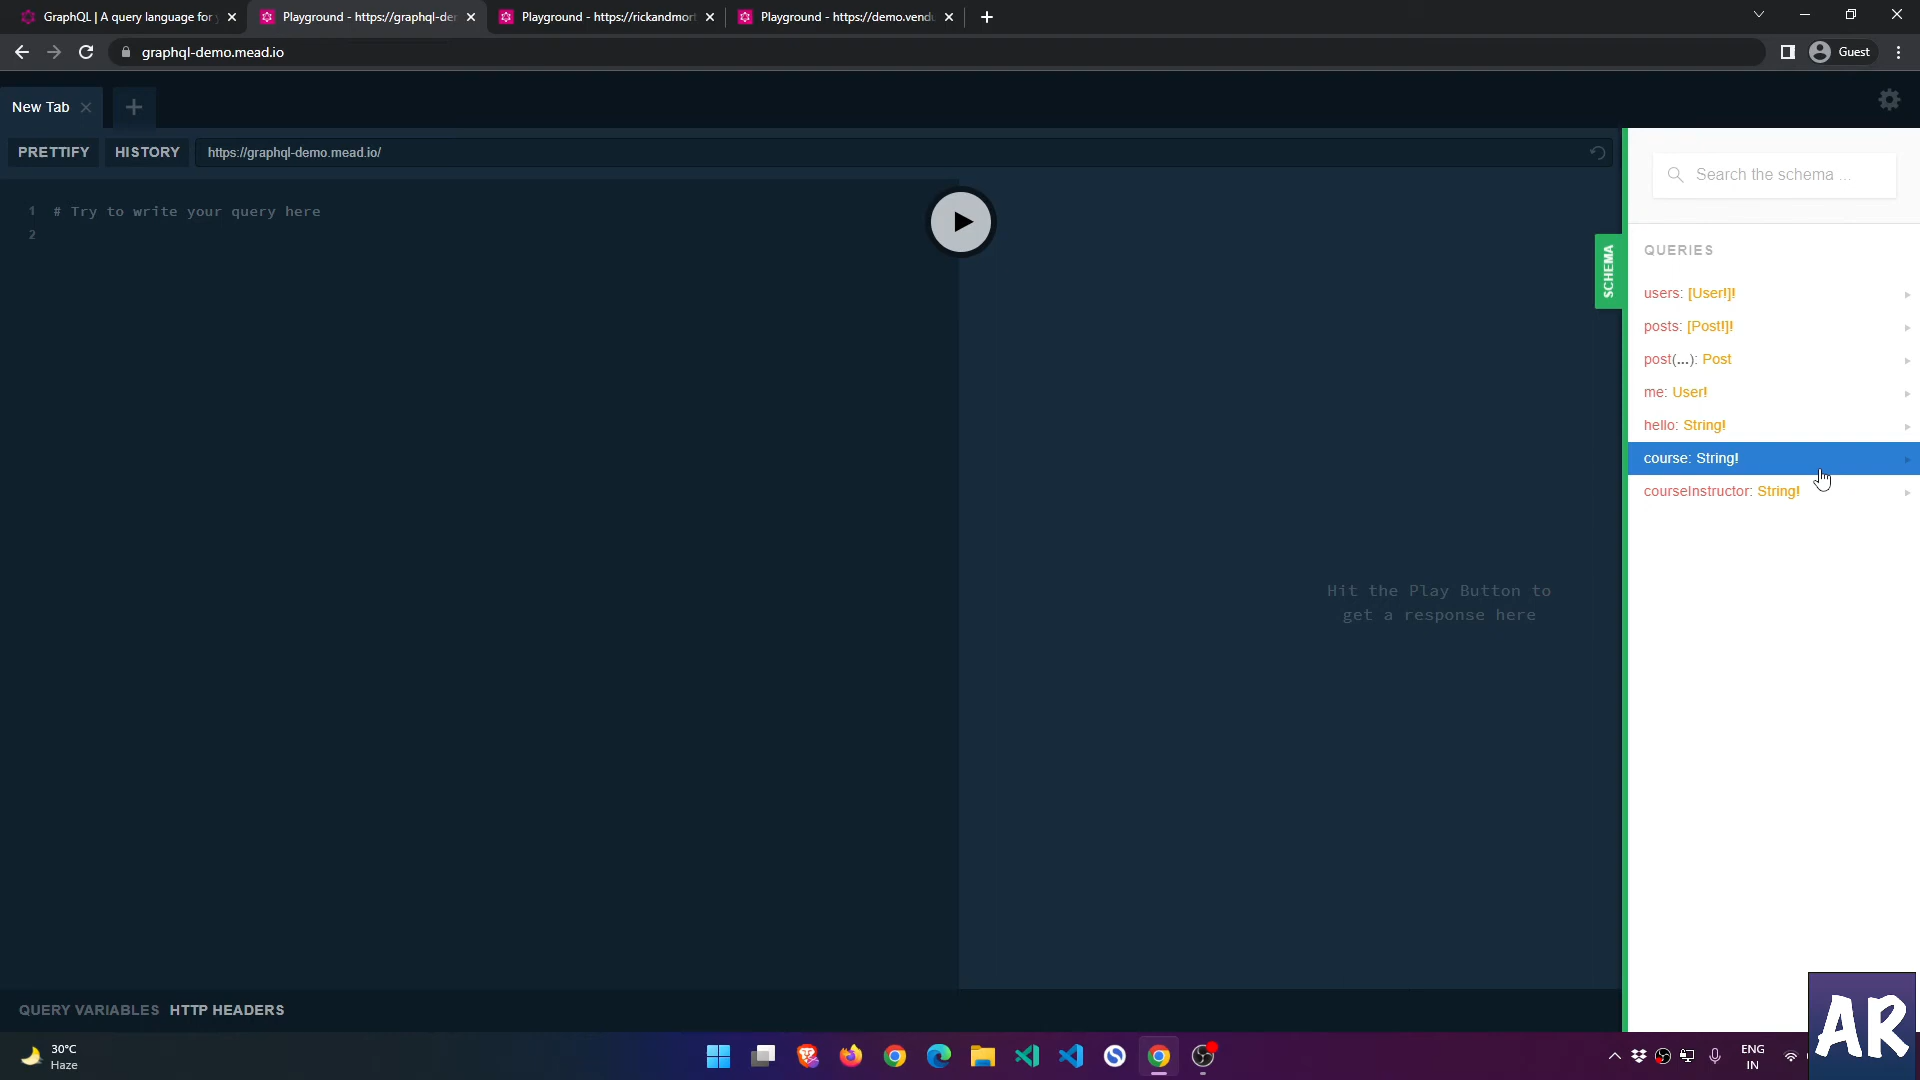 GraphQL | A query language for
Playground - https://graphql-der
Playground - https://rickandmort
Playground - https://demo.vendu
graphql-demo.mead.io
Guest
New Tab
PRETTIFY
HISTORY
https://graphql-demo.mead.io/
1 # Try to write your query here
2
Hit the Play Button to
get a response here
SCHEMA
Search the schema ...
QUERIES
users: [User!]!
posts: [Post!]!
post(...): Post
me: User!
hello: String!
course: String!
courseInstructor: String!
QUERY VARIABLES HTTP HEADERS
30°C
Haze
ENG
IN
AR